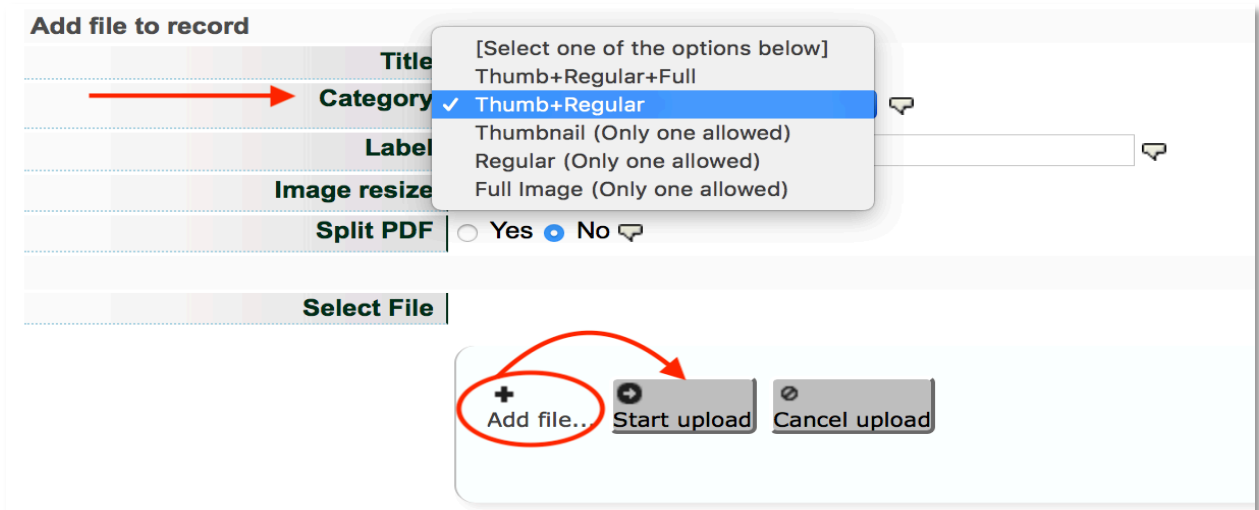 Add file to record
Title
[Select one of the options below]
Thumb+Regular+Full
Category
✓ Thumb+Regular
Thumbnail (Only one allowed)
Label
Regular (Only one allowed)
Image resize
Full Image (Only one allowed)
Split PDF
Yes No
Select File
Add file...
Start upload
Cancel upload